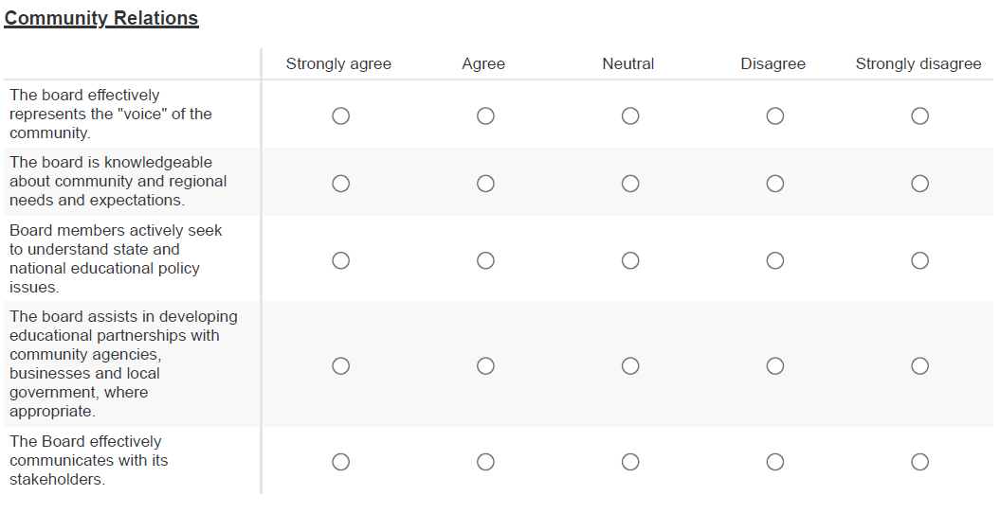 Community Relations
Strongly agree Agree Neutral Disagree Strongly disagree
The board effectively
represents the "voice" of the
community.
The board is knowledgeable
about community and regional
needs and expectations.
Board members actively seek
to understand state and
national educational policy
issues.
The board assists in developing
educational partnerships with
community agencies,
businesses and local
government, where
appropriate.
The Board effectively
communicates with its
stakeholders.